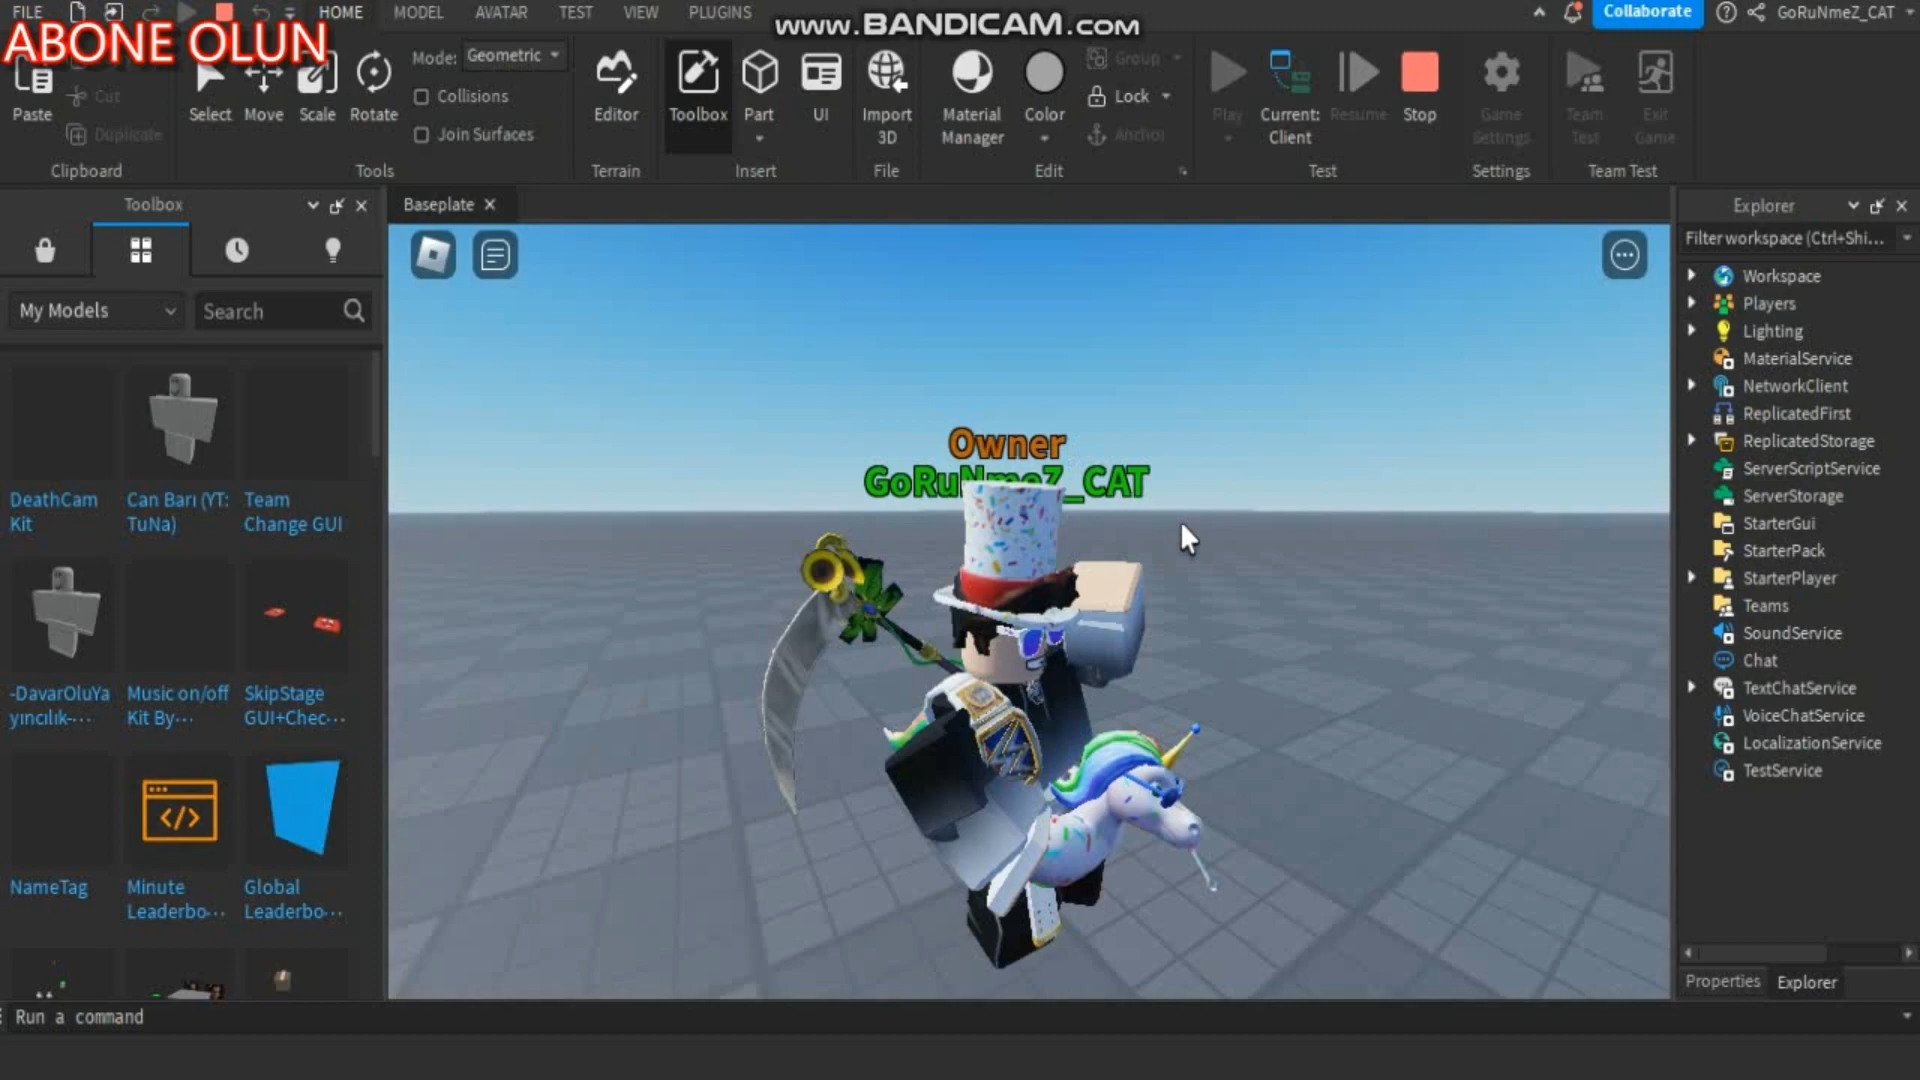 FILE HOME MODEL AVATAR TEST VIEW PLUGINS
www.BANDICAM.com
Collaborate
GoRuNmeZ_CAT
ABONE OLUN
Paste
Cut
Duplicate
Clipboard
Select Move Scale Rotate
Mode: Geometric
Collisions
Join Surfaces
Tools
Editor
Terrain
Toolbox
Part
UI
Insert
Import
3D
File
Material
Manager
Color
Group
Lock
Anchor
Edit
Play
Current:
Client
Resume
Stop
Test
Game
Settings
Settings
Team
Test
Exit
Game
Team Test
Toolbox
My Models
Search
DeathCam
Kit
Can Barı (YT:
TuNa)
Team
Change GUI
-DavarOluYa
yıncılık-...
Music on/off
Kit By...
SkipStage
GUI+Chec...
NameTag
Minute
Leaderbo...
Global
Leaderbo...
Baseplate
Owner
GoRuNmeZ_CAT
Explorer
Filter workspace (Ctrl+Shi...
Workspace
Players
Lighting
MaterialService
NetworkClient
ReplicatedFirst
ReplicatedStorage
ServerScriptService
ServerStorage
StarterGui
StarterPack
StarterPlayer
Teams
SoundService
Chat
TextChatService
VoiceChatService
LocalizationService
TestService
Properties Explorer
Run a command